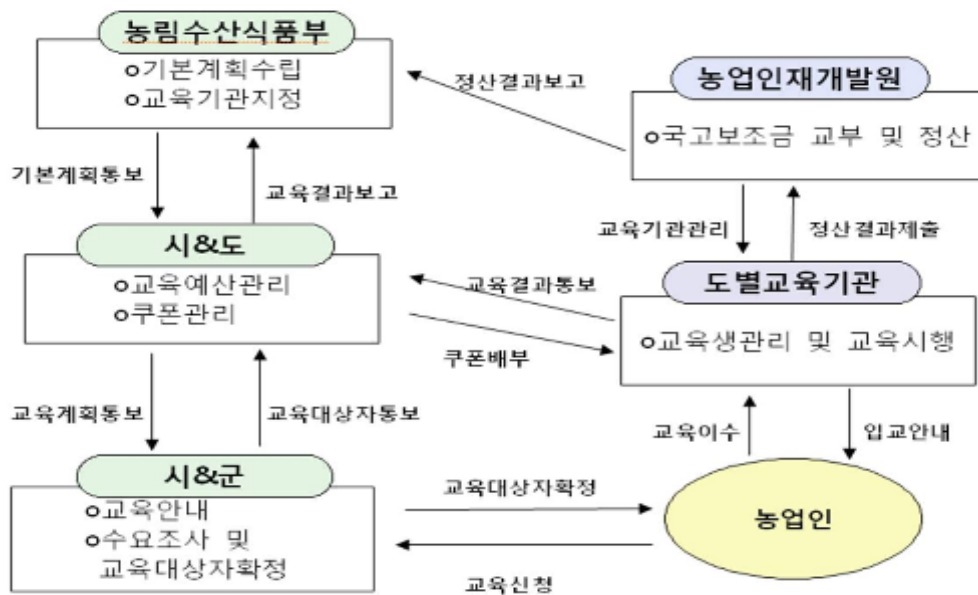 농림수산식품부
o기본계획수립
o교육기관지정
정산결과보고
농업인재개발원
o국고보조금 교부 및 정산
기본계획통보
교육결과보고
교육기관관리
정산결과제출
시&도
o교육예산관리
o쿠폰관리
교육결과통보
쿠폰배부
도별교육기관
o교육생관리 및 교육시행
교육계획통보
교육대상자통보
교육이수
입교안내
시&군
o교육안내
o수요조사 및
교육대상자확정
교육대상자확정
농업인
교육신청